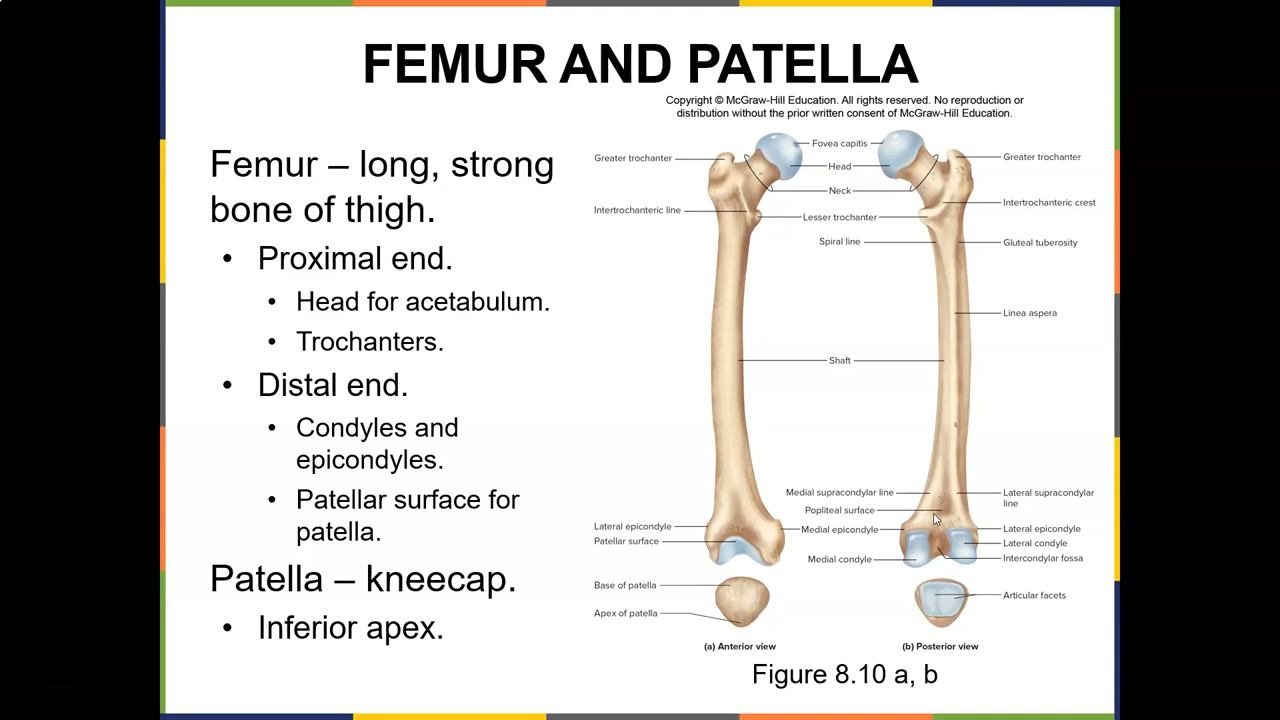 FEMUR AND PATELLA
Copyright © McGraw-Hill Education. All rights reserved. No reproduction or
distribution without the prior written consent of McGraw-Hill Education.
Femur – long, strong
bone of thigh.
• Proximal end.
• Head for acetabulum.
• Trochanters.
• Distal end.
• Condyles and
epicondyles.
• Patellar surface for
patella.
Patella – kneecap.
• Inferior apex.
Greater trochanter
Intertrochanteric line
Fovea capitis
Head
Neck
Lesser trochanter
Spiral line
Greater trochanter
Intertrochanteric crest
Gluteal tuberosity
Linea aspera
Shaft
Medial supracondylar line
Popliteal surface
Lateral supracondylar
line
Lateral epicondyle
Patellar surface
Medial epicondyle
Medial condyle
Lateral epicondyle
Lateral condyle
Intercondylar fossa
Base of patella
Apex of patella
Articular facets
(a) Anterior view
(b) Posterior view
Figure 8.10 a, b